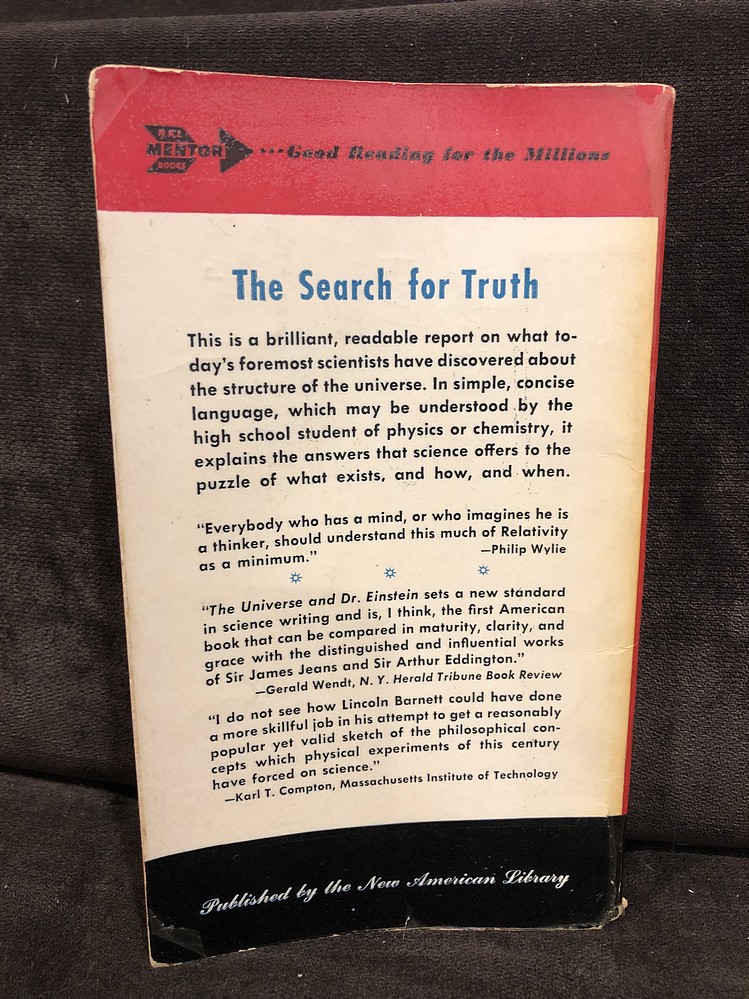 A SIGNET
MENTOR
BOOKS
...Good Reading for the Millions
The Search for Truth
This is a brilliant, readable report on what to-
day's foremost scientists have discovered about
the structure of the universe. In simple, concise
language, which may be understood by the
high school student of physics or chemistry, it
explains the answers that science offers to the
puzzle of what exists, and how, and when.
"Everybody who has a mind, or who imagines he is
a thinker, should understand this much of Relativity
as a minimum."
—Philip Wylie
"The Universe and Dr. Einstein sets a new standard
in science writing and is, I think, the first American
book that can be compared in maturity, clarity, and
grace with the distinguished and influential works
of Sir James Jeans and Sir Arthur Eddington."
—Gerald Wendt, N. Y. Herald Tribune Book Review
"I do not see how Lincoln Barnett could have done
a more skillful job in his attempt to get a reasonably
popular yet valid sketch of the philosophical con-
cepts which physical experiments of this century
have forced on science."
—Karl T. Compton, Massachusetts Institute of Technology
Published by the New American Library